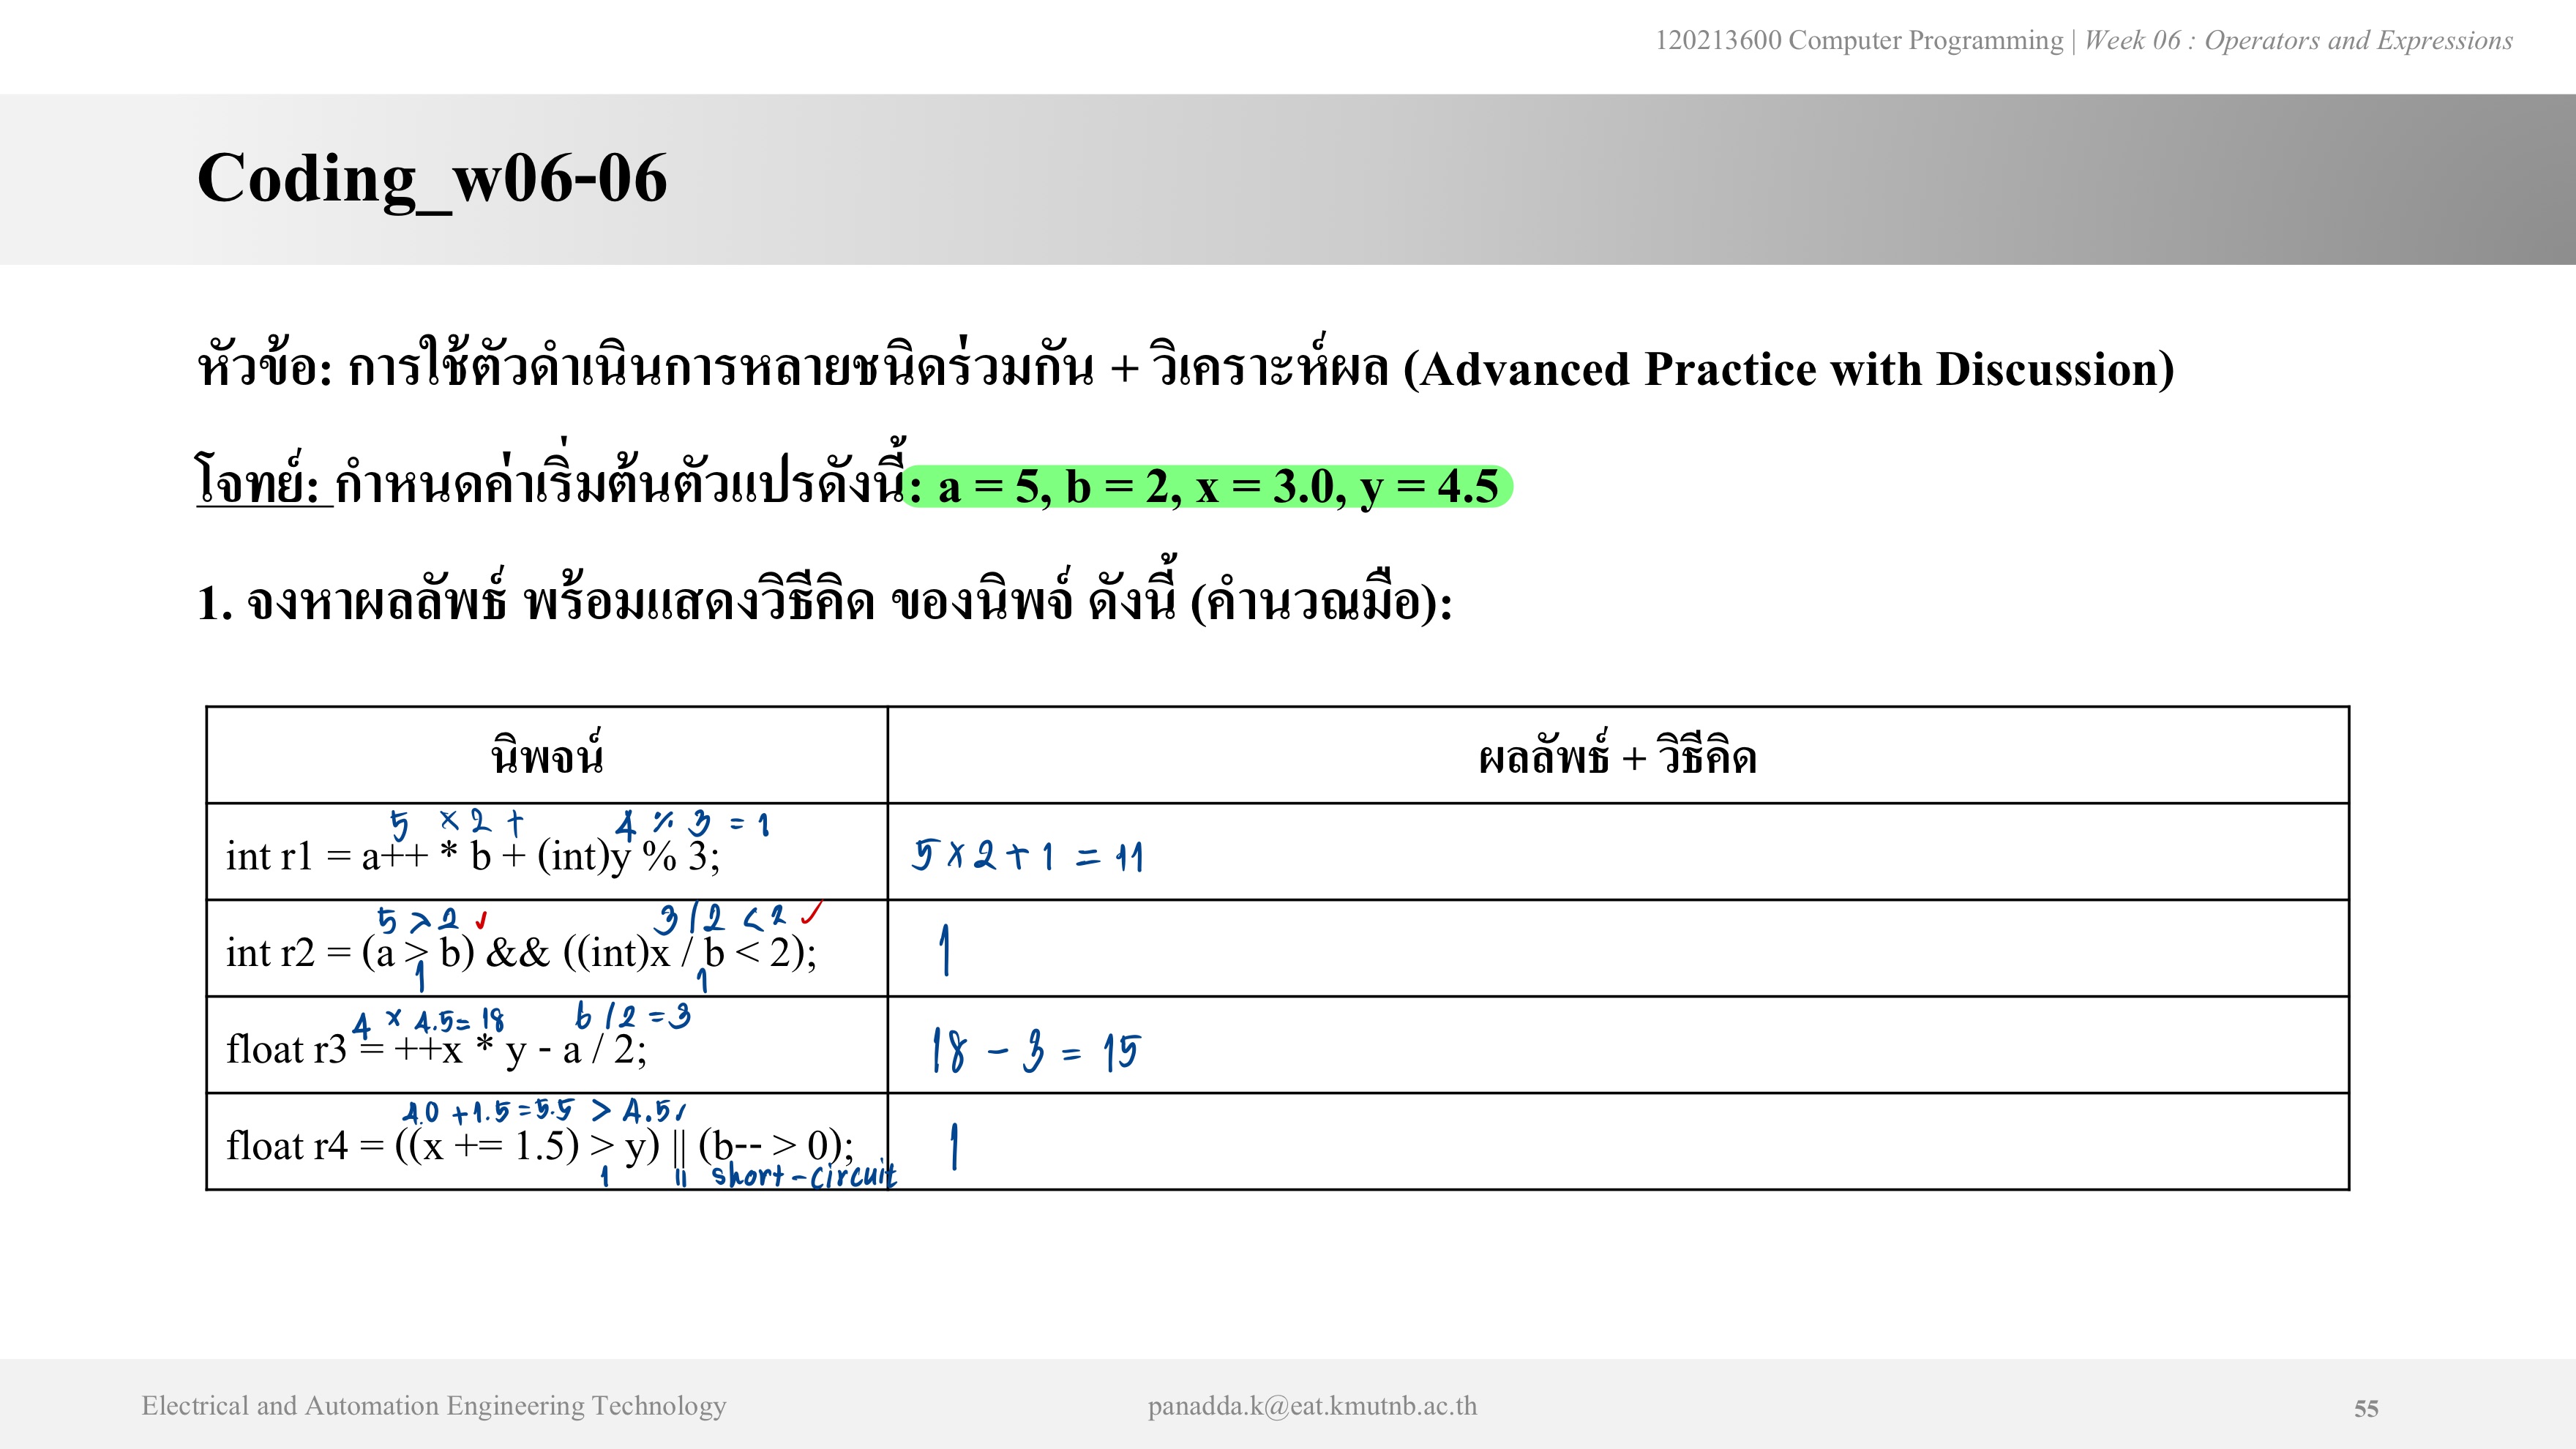 120213600 Computer Programming | Week 06 : Operators and Expressions
Coding_w06-06
หัวข้อ: การใช้ตัวดำเนินการหลายชนิดร่วมกัน + วิเคราะห์ผล (Advanced Practice with Discussion)
โจทย์: กำหนดค่าเริ่มต้นตัวแปรดังนี้: a = 5, b = 2, x = 3.0, y = 4.5
1. จงหาผลลัพธ์ พร้อมแสดงวิธีคิด ของนิพจ์ ดังนี้ (คำนวณมือ):
นิพจน์ ผลลัพธ์ + วิธีคิด
5 × 2 + 4 % 3 = 1
int r1 = a++ * b + (int)y % 3; 5 × 2 + 1 = 11
5 > 2 ✓ 3 / 2 < 2 ✓
int r2 = (a > b) && ((int)x / b < 2); 1
1 1
4 × 4.5 = 18 6 / 2 = 3
float r3 = ++x * y - a / 2; 18 - 3 = 15
4.0 + 1.5 = 5.5 > 4.5 ✓
float r4 = ((x += 1.5) > y) || (b-- > 0); 1
1 || short-circuit
Electrical and Automation Engineering Technology panadda.k@eat.kmutnb.ac.th 55